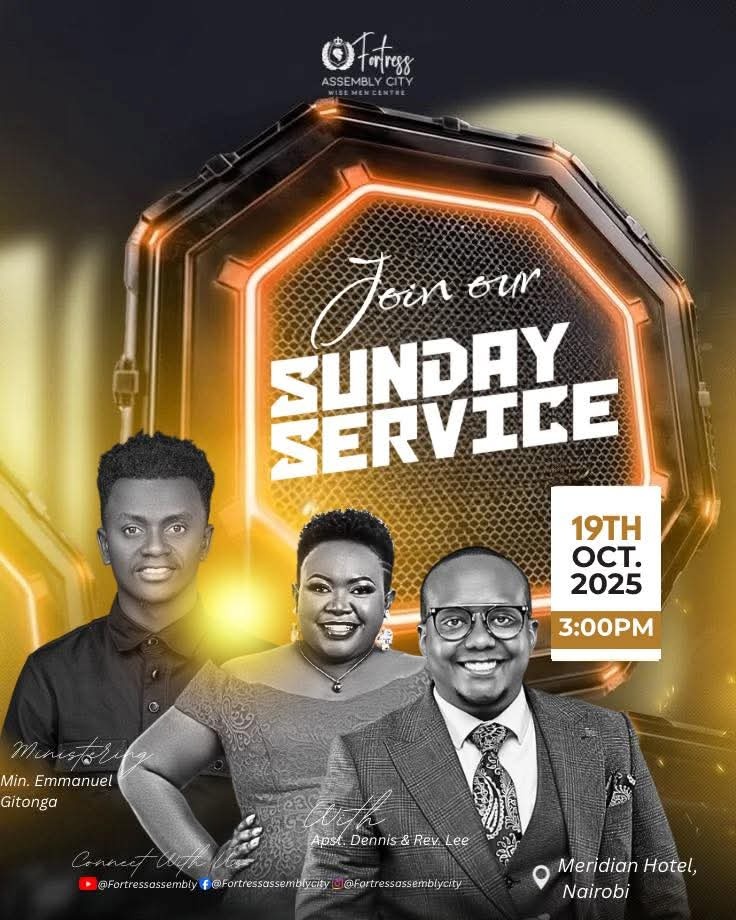 Fortress
ASSEMBLY CITY
WISE MEN CENTRE
Join our
SUNDAY
SERVICE
19TH
OCT.
2025
3:00PM
Ministering
Min. Emmanuel
Gitonga
With
Apst. Dennis & Rev. Lee
Connect With Us
@Fortressassembly @Fortressassemblycity @Fortressassemblycity
Meridian Hotel,
Nairobi